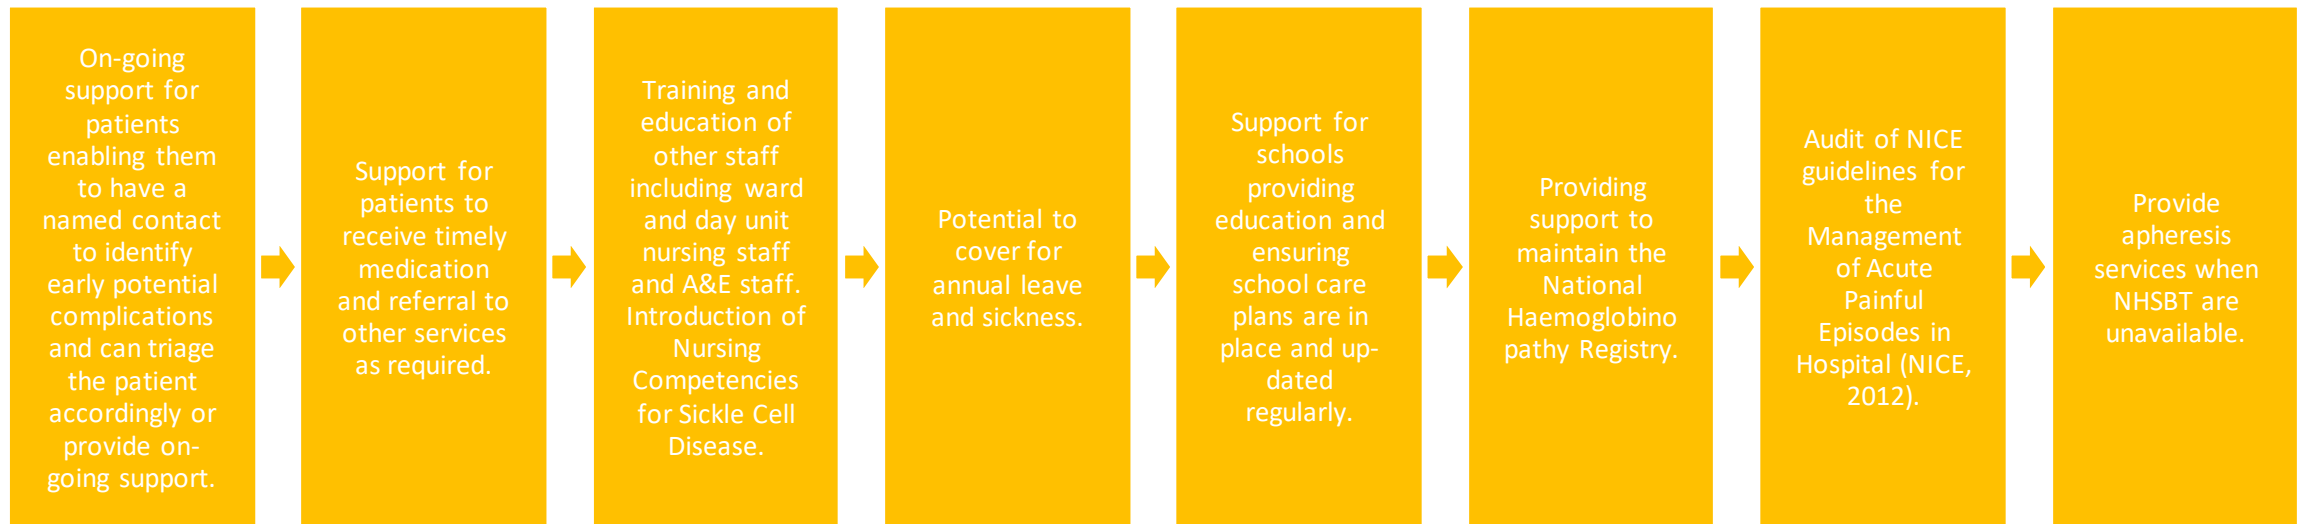 On-going
support for
patients
enabling them
to have a
named contact
to identify
early potential
complications
and can triage
the patient
accordingly or
provide on-
going support.
Support for
patients to
receive timely
medication
and referral to
other services
as required.
Training and
education of
other staff
including ward
and day unit
nursing staff
and A&E staff.
Introduction of
Nursing
Competencies
for Sickle Cell
Disease.
Potential to
cover for
annual leave
and sickness.
Support for
schools
providing
education and
ensuring
school care
plans are in
place and up-
dated
regularly.
Providing
support to
maintain the
National
Haemoglobino
pathy Registry.
Audit of NICE
guidelines for
the
Management
of Acute
Painful
Episodes in
Hospital (NICE,
2012).
Provide
apheresis
services when
NHSBT are
unavailable.